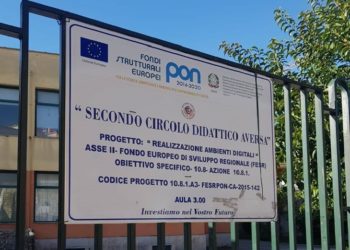 FONDI
STRUTTURALI
EUROPEI
pon
2014-2020
“ SECONDO CIRCOLO DIDATTICO AVERSA”
PROGETTO: “ REALIZZAZIONE AMBIENTI DIGITALI”
ASSE II- FONDO EUROPEO DI SVILUPPO REGIONALE (FESR)
OBIETTIVO SPECIFICO- 10.8- AZIONE 10.8.1.
CODICE PROGETTO 10.8.1.A3- FESRPON-CA-2015-142
AULA 3.00
Investiamo nel Vostro Futuro